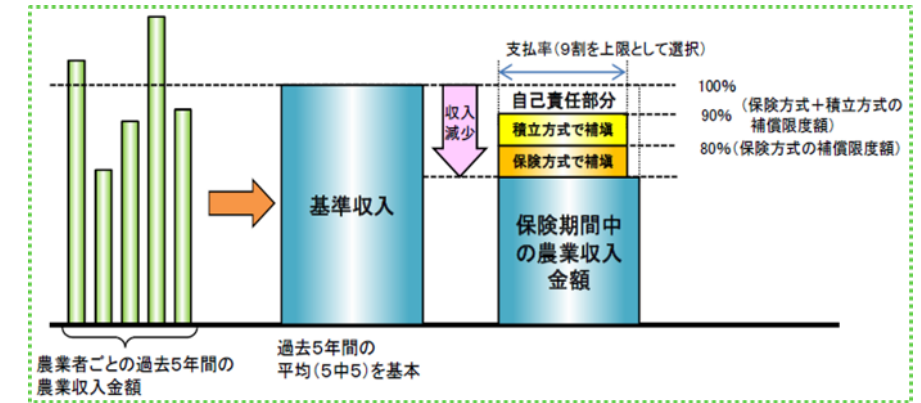 支払率(9割を上限として選択)
100%
自己責任部分
収入
減少
90%
(保険方式+積立方式の
補償限度額)
積立方式で補填
80%(保険方式の補償限度額)
保険方式で補填
基準収入
保険期間中
の農業収入
金額
農業者ごとの過去5年間の
農業収入金額
過去5年間の
平均(5中5)を基本